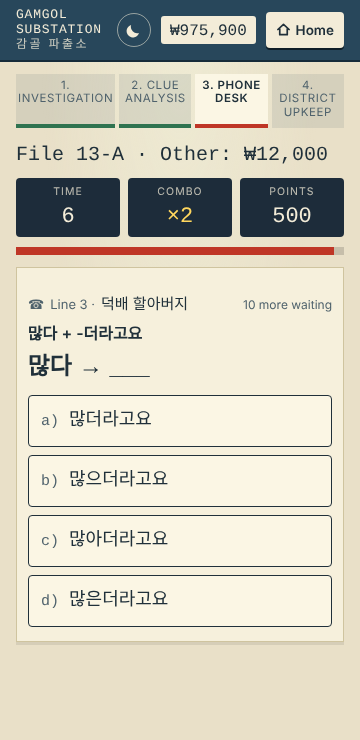 GAMGOL
SUBSTATION
감골 파출소
₩975,900
Home
1.
INVESTIGATION
2. CLUE
ANALYSIS
3. PHONE
DESK
4.
DISTRICT
UPKEEP
File 13-A · Other: ₩12,000
TIME
6
COMBO
×2
POINTS
500
☎ Line 3 · 덕배 할아버지
10 more waiting
많다 + -더라고요
많다 → ___
a) 많더라고요
b) 많으더라고요
c) 많아더라고요
d) 많은더라고요